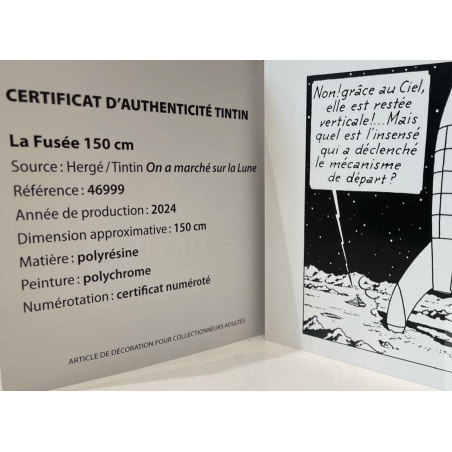 CERTIFICAT D'AUTHENTICITÉ TINTIN
La Fusée 150 cm
Source : Hergé / Tintin On a marché sur la Lune
Référence : 46999
Année de production : 2024
Dimension approximative : 150 cm
Matière : polyrésine
Peinture : polychrome
Numérotation : certificat numéroté
ARTICLE DE DÉCORATION POUR COLLECTIONNEURS ADULTES
Non! grâce au Ciel,
elle est restée
verticale!... Mais
quel est l'insensé
qui a déclenché
le mécanisme
de départ?